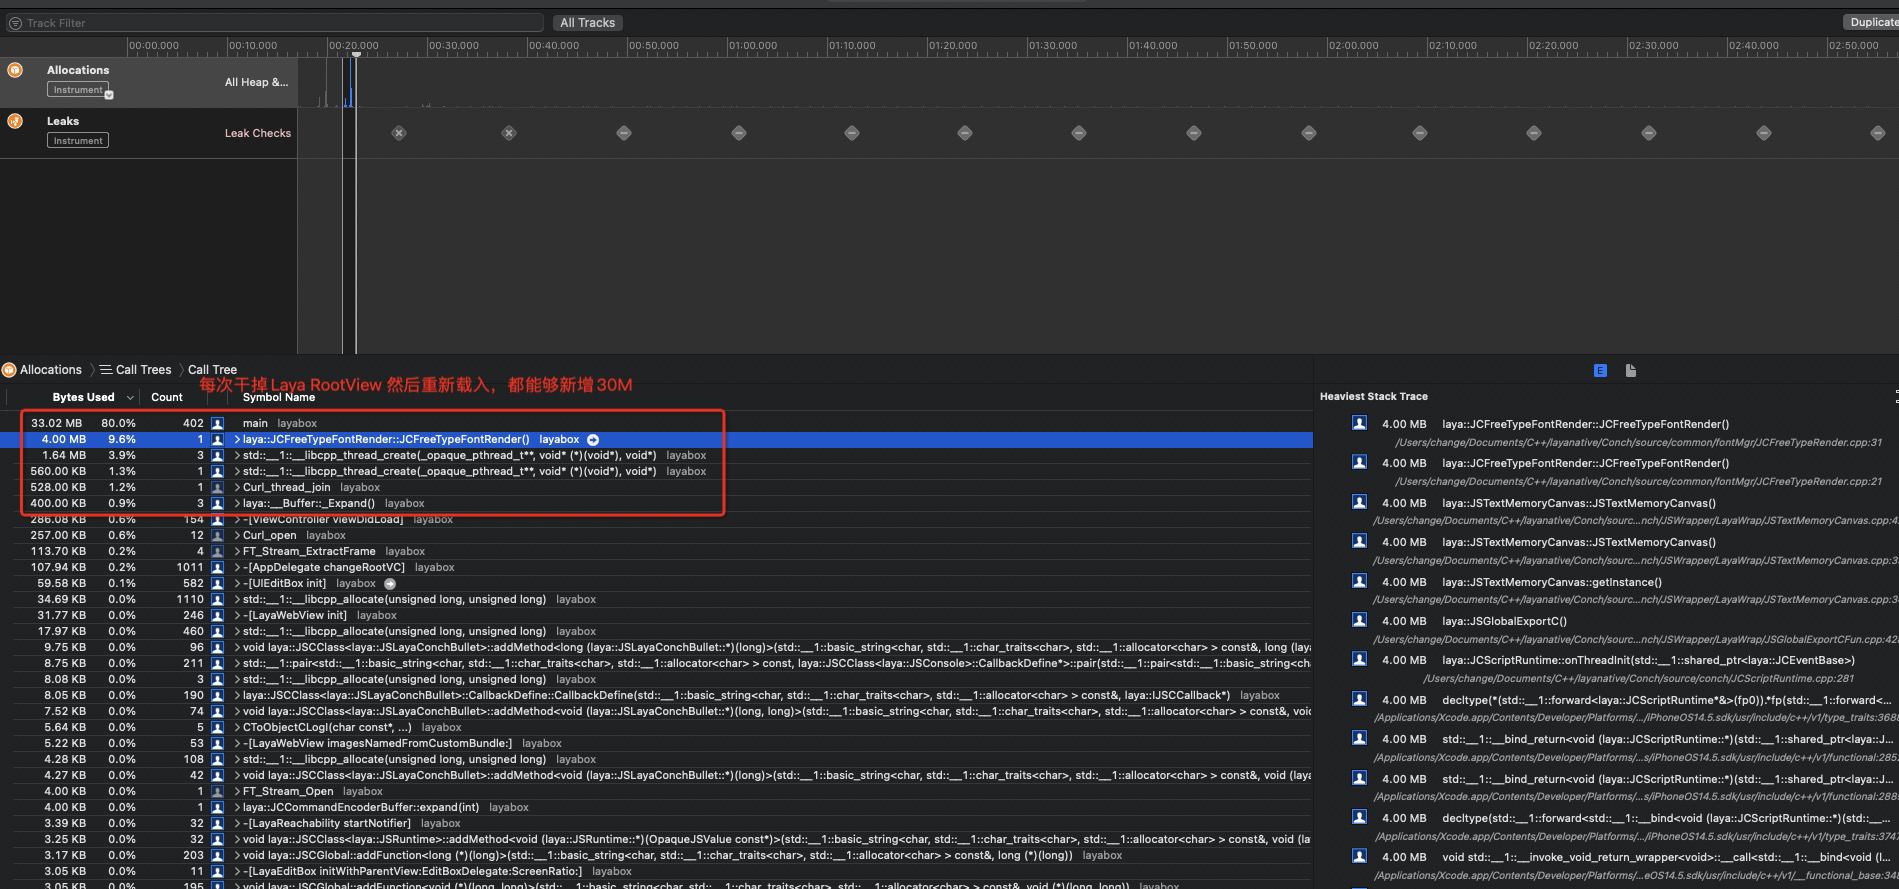 Track Filter
All Tracks
Duplicate
00:00.000 00:10.000 00:20.000 00:30.000 00:40.000 00:50.000 01:00.000 01:10.000 01:20.000 01:30.000 01:40.000 01:50.000 02:00.000 02:10.000 02:20.000 02:30.000 02:40.000 02:50.000
Allocations
Instrument
All Heap &...
Leaks
Instrument
Leak Checks
Allocations Call Trees Call Tree
每次干掉Laya RootView 然后重新载入，都能够新增30M
Bytes Used Count Symbol Name
33.02 MB 80.0% 402 main layabox
4.00 MB 9.6% 1 >laya::JCFreeTypeFontRender::JCFreeTypeFontRender() layabox
1.64 MB 3.9% 3 >std::__1::__libcpp_thread_create(_opaque_pthread_t**, void* (*)(void*), void*) layabox
560.00 KB 1.3% 1 >std::__1::__libcpp_thread_create(_opaque_pthread_t**, void* (*)(void*), void*) layabox
528.00 KB 1.2% 1 >Curl_thread_join layabox
400.00 KB 0.9% 3 >laya::__Buffer::_Expand() layabox
286.08 KB 0.6% 154 >-[ViewController viewDidLoad] layabox
257.00 KB 0.6% 12 >Curl_open layabox
113.70 KB 0.2% 4 >FT_Stream_ExtractFrame layabox
107.94 KB 0.2% 1011 >-[AppDelegate changeRootVC] layabox
59.58 KB 0.1% 582 >-[UIEditBox init] layabox
34.69 KB 0.0% 1110 >std::__1::__libcpp_allocate(unsigned long, unsigned long) layabox
31.77 KB 0.0% 246 >-[LayaWebView init] layabox
17.97 KB 0.0% 460 >std::__1::__libcpp_allocate(unsigned long, unsigned long) layabox
9.75 KB 0.0% 96 >void laya::JSCClass<laya::JSLayaConchBullet>::addMethod<long (laya::JSLayaConchBullet::*)(long)>(std::__1::basic_string<char, std::__1::char_traits<char>, std::__1::allocator<char> > const&, long (laya
8.75 KB 0.0% 211 >std::__1::pair<std::__1::basic_string<char, std::__1::char_traits<char>, std::__1::allocator<char> > const, laya::JSCClass<laya::JSConsole>::CallbackDefine*>::pair(std::__1::pair<std::__1::basic_string<cha
8.08 KB 0.0% 3 >std::__1::__libcpp_allocate(unsigned long, unsigned long) layabox
8.05 KB 0.0% 190 >laya::JSCClass<laya::JSLayaConchBullet>::CallbackDefine::CallbackDefine(std::__1::basic_string<char, std::__1::char_traits<char>, std::__1::allocator<char> > const&, laya::IJSCCallback*) layabox
7.52 KB 0.0% 74 >void laya::JSCClass<laya::JSLayaConchBullet>::addMethod<void (laya::JSLayaConchBullet::*)(long, long)>(std::__1::basic_string<char, std::__1::char_traits<char>, std::__1::allocator<char> > const&, void
5.64 KB 0.0% 5 >CToObjectCLogI(char const*, ...) layabox
5.22 KB 0.0% 53 >-[LayaWebView imagesNamedFromCustomBundle:] layabox
4.28 KB 0.0% 108 >std::__1::__libcpp_allocate(unsigned long, unsigned long) layabox
4.27 KB 0.0% 42 >void laya::JSCClass<laya::JSLayaConchBullet>::addMethod<void (laya::JSLayaConchBullet::*)(long)>(std::__1::basic_string<char, std::__1::char_traits<char>, std::__1::allocator<char> > const&, void (laya
4.00 KB 0.0% 1 >FT_Stream_Open layabox
4.00 KB 0.0% 1 >laya::JCCommandEncoderBuffer::expand(int) layabox
3.39 KB 0.0% 32 >-[LayaReachability startNotifier] layabox
3.25 KB 0.0% 32 >void laya::JSCClass<laya::JSRuntime>::addMethod<void (laya::JSRuntime::*)(OpaqueJSValue const*)>(std::__1::basic_string<char, std::__1::char_traits<char>, std::__1::allocator<char> > const&, void (la
3.17 KB 0.0% 203 >void laya::JSCGlobal::addFunction<long (*)(long)>(std::__1::basic_string<char, std::__1::char_traits<char>, std::__1::allocator<char> > const&, long (*)(long)) layabox
3.05 KB 0.0% 11 >-[LayaEditBox initWithParentView:EditBoxDelegate:ScreenRatio:] layabox
3.05 KB 0.0% 195 >void laya::JSCGlobal::addFunction<long (*)(long, long)>(std::__1::basic_string<char, std::__1::char_traits<char>, std::__1::allocator<char> > const&, long (*)(long, long)) layabox
E
Heaviest Stack Trace
4.00 MB laya::JCFreeTypeFontRender::JCFreeTypeFontRender()
/Users/change/Documents/C++/layanative/Conch/source/common/fontMgr/JCFreeTypeRender.cpp:31
4.00 MB laya::JCFreeTypeFontRender::JCFreeTypeFontRender()
/Users/change/Documents/C++/layanative/Conch/source/common/fontMgr/JCFreeTypeRender.cpp:21
4.00 MB laya::JSTextMemoryCanvas::JSTextMemoryCanvas()
/Users/change/Documents/C++/layanative/Conch/sourc...nch/JSWrapper/LayaWrap/JSTextMemoryCanvas.cpp:4
4.00 MB laya::JSTextMemoryCanvas::JSTextMemoryCanvas()
/Users/change/Documents/C++/layanative/Conch/sourc...nch/JSWrapper/LayaWrap/JSTextMemoryCanvas.cpp:3
4.00 MB laya::JSTextMemoryCanvas::getInstance()
/Users/change/Documents/C++/layanative/Conch/sourc...nch/JSWrapper/LayaWrap/JSTextMemoryCanvas.cpp:3
4.00 MB laya::JSGlobalExportC()
/Users/change/Documents/C++/layanative/Conch/sourc...nch/JSWrapper/LayaWrap/JSGlobalExportCFun.cpp:42
4.00 MB laya::JCScriptRuntime::onThreadInit(std::__1::shared_ptr<laya::JCEventBase>)
/Users/change/Documents/C++/layanative/Conch/source/conch/JCScriptRuntime.cpp:281
4.00 MB decltype(*(std::__1::forward<laya::JCScriptRuntime*&>(fp0)).*fp(std::__1::forward<...
/Applications/Xcode.app/Contents/Developer/Platforms/.../iPhoneOS14.5.sdk/usr/include/c++/v1/type_traits:368
4.00 MB std::__1::__bind_return<void (laya::JCScriptRuntime::*)(std::__1::shared_ptr<laya::J...
/Applications/Xcode.app/Contents/Developer/Platforms/...s/iPhoneOS14.5.sdk/usr/include/c++/v1/functional:285
4.00 MB std::__1::__bind_return<void (laya::JCScriptRuntime::*)(std::__1::shared_ptr<laya::J...
/Applications/Xcode.app/Contents/Developer/Platforms/...s/iPhoneOS14.5.sdk/usr/include/c++/v1/functional:288
4.00 MB decltype(std::__1::forward<std::__1::__bind<void (laya::JCScriptRuntime::*)(std::__1...
/Applications/Xcode.app/Contents/Developer/Platforms/.../iPhoneOS14.5.sdk/usr/include/c++/v1/type_traits:374
4.00 MB void std::__1::__invoke_void_return_wrapper<void>::__call<std::__1::__bind<void (l...
/Applications/Xcode.app/Contents/Developer/Platforms/...eOS14.5.sdk/usr/include/c++/v1/__functional_base:34